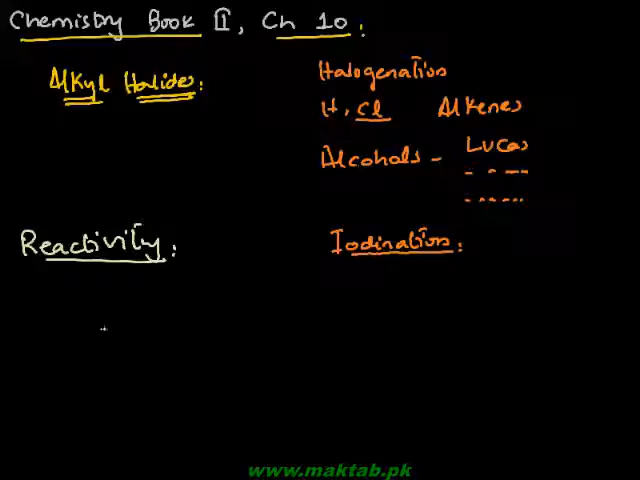 Chemistry Book II, Ch 10:
Alkyl Halides:
Halogenation
H, Cl Alkenes
Alcohols - Lucas
Reactivity:
Iodination:
www.maktab.pk